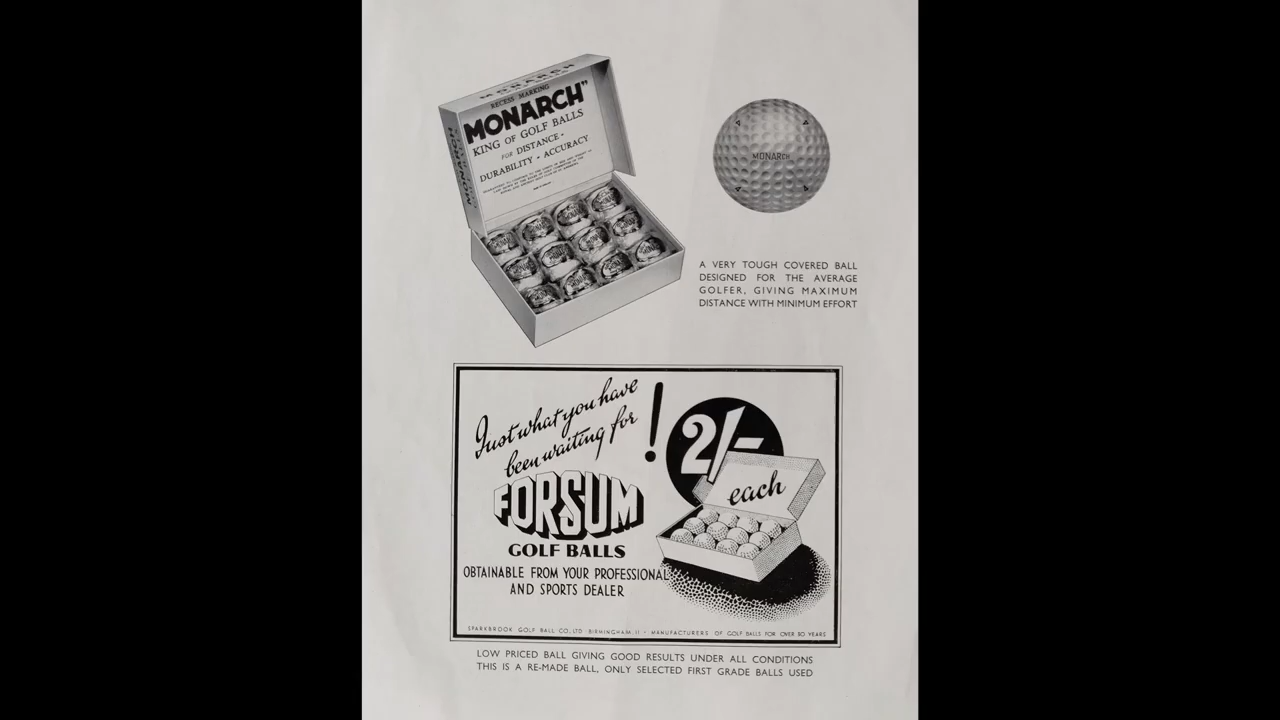 MONARCH
MONARCH
RECESS MARKING
MONARCH"
KING OF GOLF BALLS
FOR DISTANCE -
DURABILITY - ACCURACY
MONARCH
A VERY TOUGH COVERED BALL
DESIGNED FOR THE AVERAGE
GOLFER, GIVING MAXIMUM
DISTANCE WITH MINIMUM EFFORT
Just what you have
been waiting for !
2/-
each
FORSUM
GOLF BALLS
OBTAINABLE FROM YOUR PROFESSIONAL
AND SPORTS DEALER
SPARKBROOK GOLF BALL CO., LTD BIRMINGHAM 11 - MANUFACTURERS OF GOLF BALLS FOR OVER 30 YEARS
LOW PRICED BALL GIVING GOOD RESULTS UNDER ALL CONDITIONS
THIS IS A RE-MADE BALL, ONLY SELECTED FIRST GRADE BALLS USED